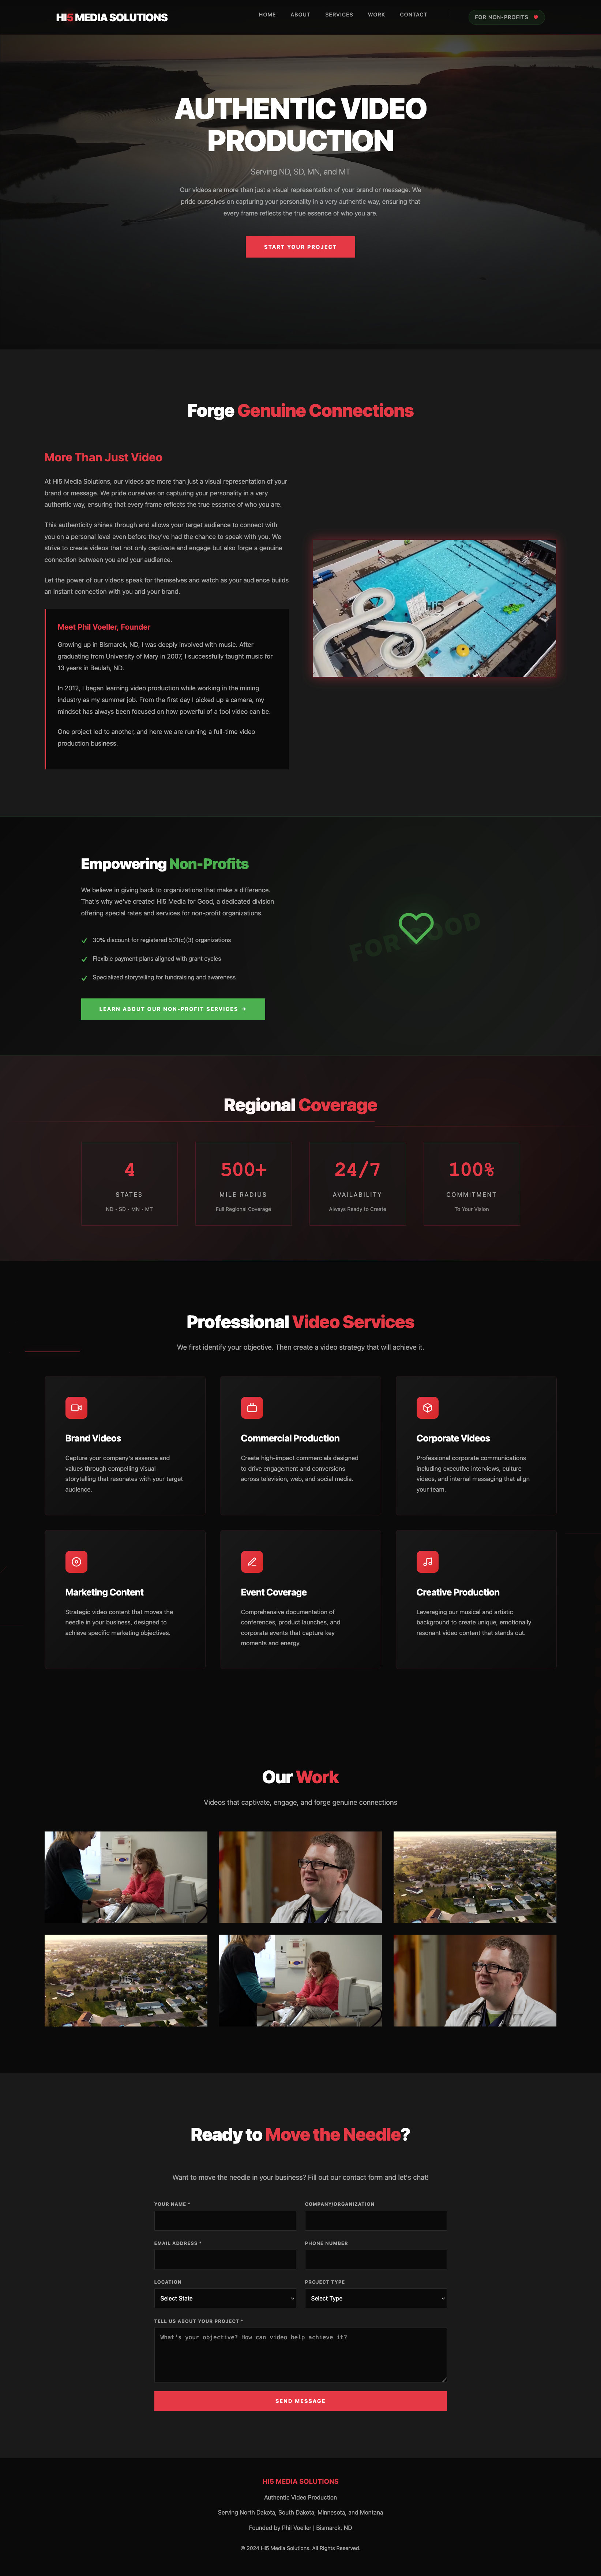 HI5 MEDIA SOLUTIONS
HOME ABOUT SERVICES WORK CONTACT
FOR NON-PROFITS
AUTHENTIC VIDEO
PRODUCTION
Serving ND, SD, MN, and MT
Our videos are more than just a visual representation of your brand or message. We
pride ourselves on capturing your personality in a very authentic way, ensuring that
every frame reflects the true essence of who you are.
START YOUR PROJECT
Forge Genuine Connections
More Than Just Video
At Hi5 Media Solutions, our videos are more than just a visual representation of your
brand or message. We pride ourselves on capturing your personality in a very
authentic way, ensuring that every frame reflects the true essence of who you are.
This authenticity shines through and allows your target audience to connect with
you on a personal level even before they've had the chance to speak with you. We
strive to create videos that not only captivate and engage but also forge a genuine
connection between you and your audience.
Let the power of our videos speak for themselves and watch as your audience builds
an instant connection with you and your brand.
Meet Phil Voeller, Founder
Growing up in Bismarck, ND, I was deeply involved with music. After
graduating from University of Mary in 2007, I successfully taught music for
13 years in Beulah, ND.
In 2012, I began learning video production while working in the mining
industry as my summer job. From the first day I picked up a camera, my
mindset has always been focused on how powerful of a tool video can be.
One project led to another, and here we are running a full-time video
production business.
Hi5
Empowering Non-Profits
We believe in giving back to organizations that make a difference.
That's why we've created Hi5 Media for Good, a dedicated division
offering special rates and services for non-profit organizations.
✓ 30% discount for registered 501(c)(3) organizations
✓ Flexible payment plans aligned with grant cycles
✓ Specialized storytelling for fundraising and awareness
LEARN ABOUT OUR NON-PROFIT SERVICES →
FOR GOOD
Regional Coverage
4
STATES
ND • SD • MN • MT
500+
MILE RADIUS
Full Regional Coverage
24/7
AVAILABILITY
Always Ready to Create
100%
COMMITMENT
To Your Vision
Professional Video Services
We first identify your objective. Then create a video strategy that will achieve it.
Brand Videos
Capture your company's essence and
values through compelling visual
storytelling that resonates with your target
audience.
Commercial Production
Create high-impact commercials designed
to drive engagement and conversions
across television, web, and social media.
Corporate Videos
Professional corporate communications
including executive interviews, culture
videos, and internal messaging that align
your team.
Marketing Content
Strategic video content that moves the
needle in your business, designed to
achieve specific marketing objectives.
Event Coverage
Comprehensive documentation of
conferences, product launches, and
corporate events that capture key
moments and energy.
Creative Production
Leveraging our musical and artistic
background to create unique, emotionally
resonant video content that stands out.
Our Work
Videos that captivate, engage, and forge genuine connections
Hi5
Hi5
Ready to Move the Needle?
Want to move the needle in your business? Fill out our contact form and let's chat!
YOUR NAME *
COMPANY/ORGANIZATION
EMAIL ADDRESS *
PHONE NUMBER
LOCATION
PROJECT TYPE
Select State
Select Type
TELL US ABOUT YOUR PROJECT *
What's your objective? How can video help achieve it?
SEND MESSAGE
HI5 MEDIA SOLUTIONS
Authentic Video Production
Serving North Dakota, South Dakota, Minnesota, and Montana
Founded by Phil Voeller | Bismarck, ND
© 2024 Hi5 Media Solutions. All Rights Reserved.